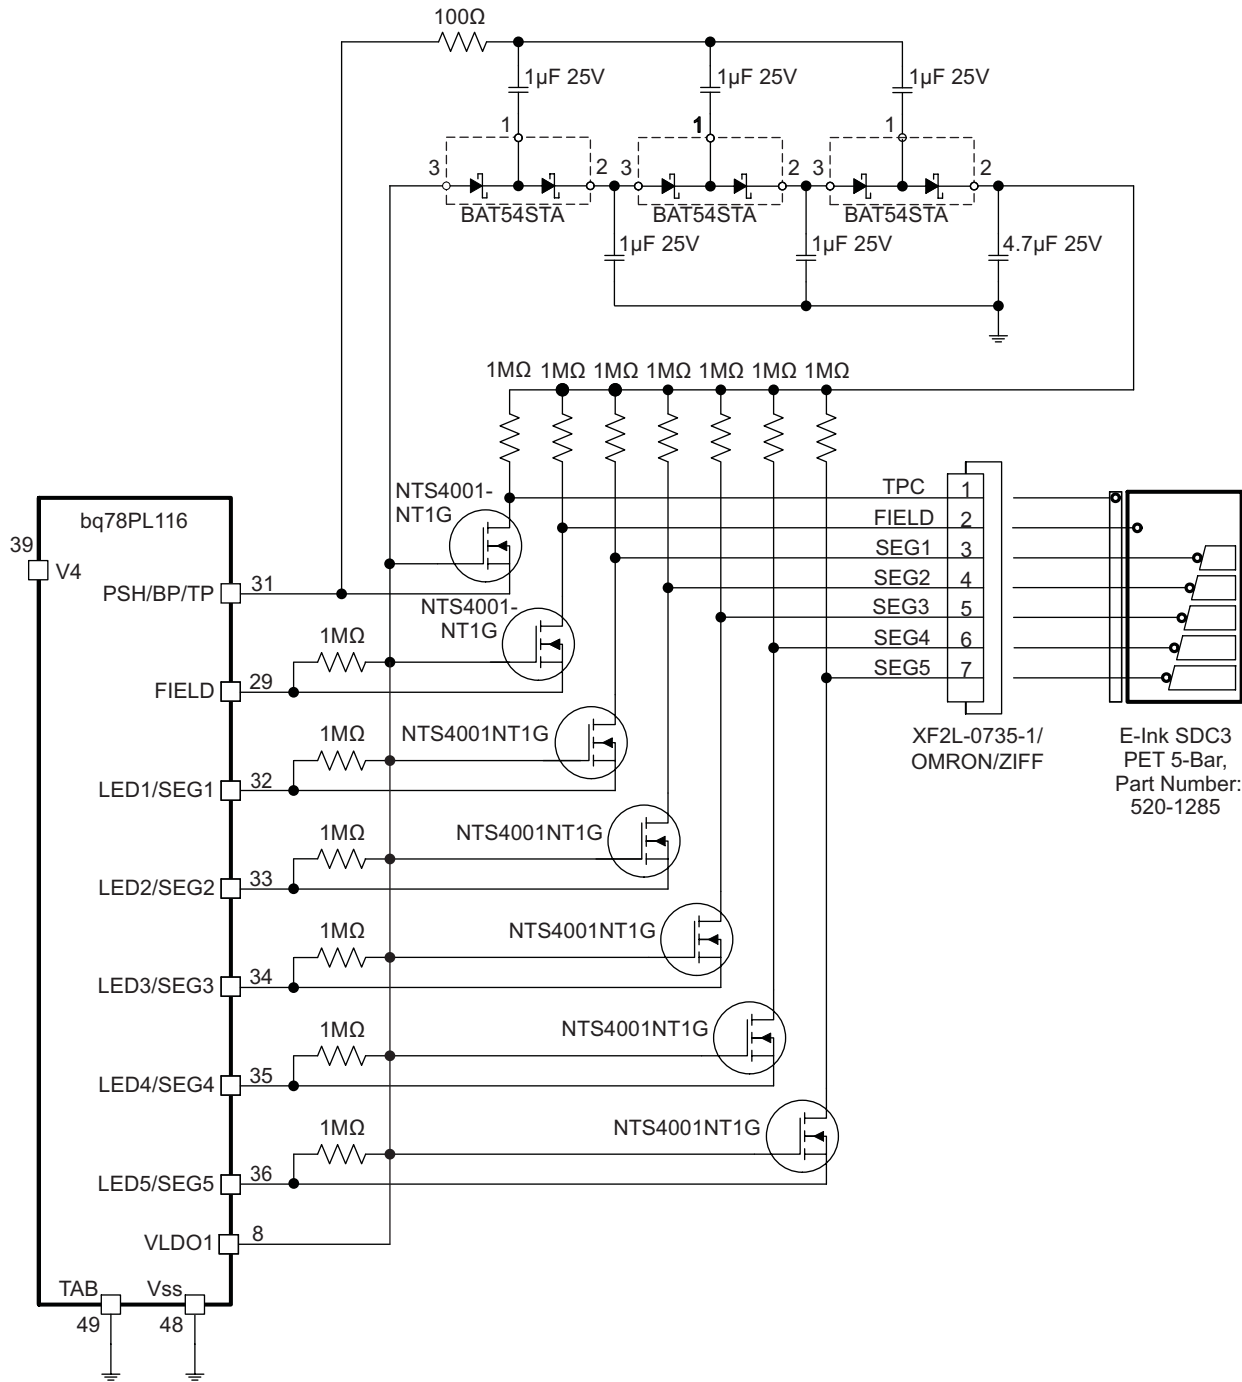 100Ω
1µF 25V
1µF 25V
1µF 25V
1
1
1
3
2
3
2
3
2
BAT54STA
BAT54STA
BAT54STA
1µF 25V
1µF 25V
4.7µF 25V
1MΩ
1MΩ
1MΩ
1MΩ
1MΩ
1MΩ
1MΩ
NTS4001-
NT1G
TPC
1
FIELD
2
SEG1
3
SEG2
4
SEG3
5
SEG4
6
SEG5
7
bq78PL116
39
V4
PSH/BP/TP
31
NTS4001-
NT1G
1MΩ
FIELD
29
NTS4001NT1G
XF2L-0735-1/
OMRON/ZIFF
E-Ink SDC3
PET 5-Bar,
Part Number:
520-1285
1MΩ
LED1/SEG1
32
NTS4001NT1G
1MΩ
LED2/SEG2
33
NTS4001NT1G
1MΩ
LED3/SEG3
34
NTS4001NT1G
1MΩ
LED4/SEG4
35
NTS4001NT1G
1MΩ
LED5/SEG5
36
VLDO1
8
TAB
Vss
49
48